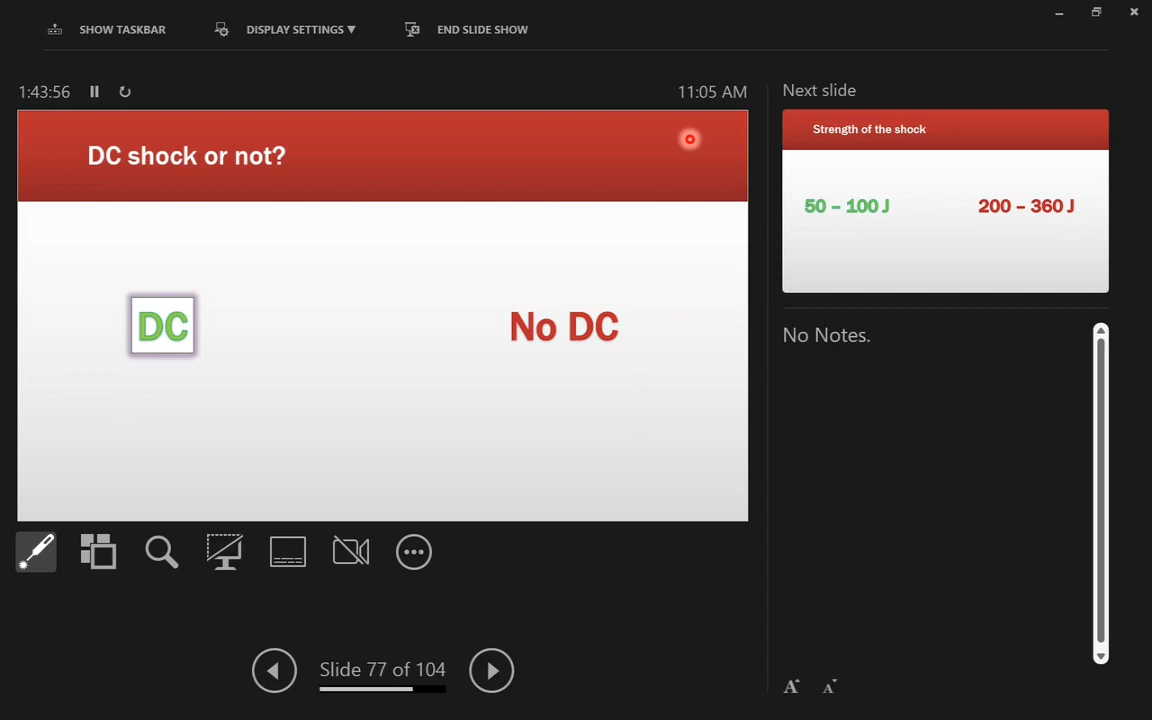 SHOW TASKBAR
DISPLAY SETTINGS ▼
END SLIDE SHOW
1:43:56
11:05 AM
DC shock or not?
DC
No DC
Next slide
Strength of the shock
50 – 100 J
200 – 360 J
No Notes.
Slide 77 of 104
A
A